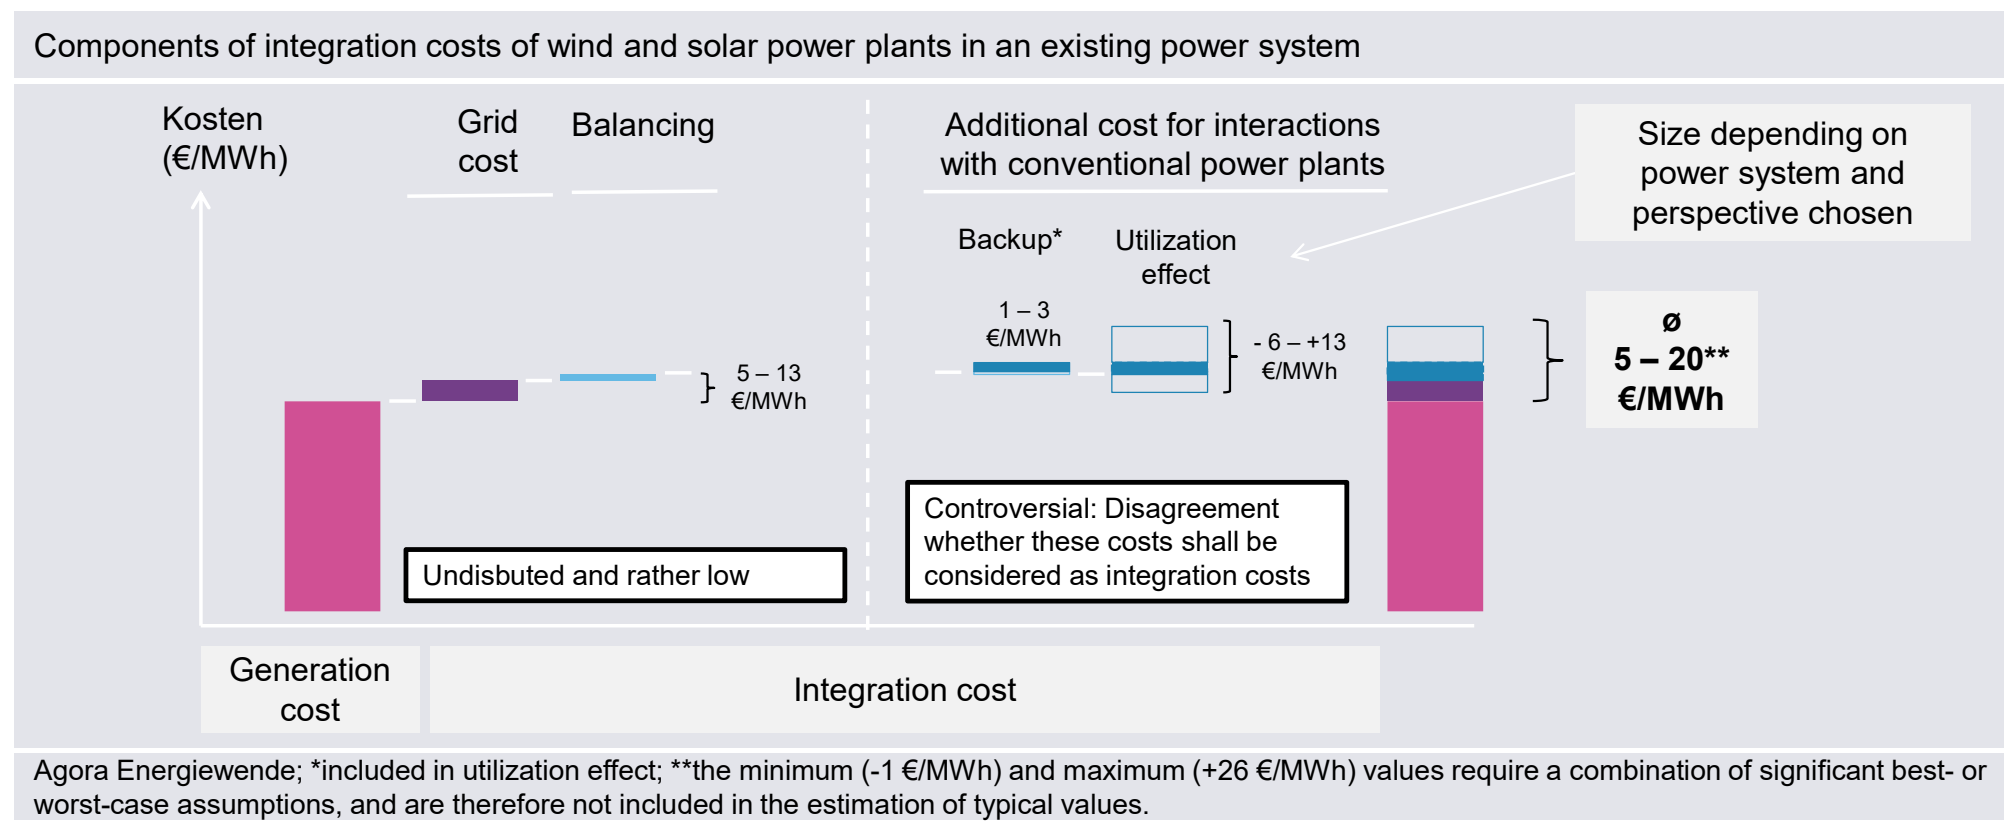 Components of integration costs of wind and solar power plants in an existing power system
Kosten
(€/MWh)
Grid
cost
Balancing
Additional cost for interactions
with conventional power plants
Size depending on
power system and
perspective chosen
Backup*
Utilization
effect
1 – 3
€/MWh
- 6 – +13
€/MWh
5 – 13
€/MWh
ø
5 – 20**
€/MWh
Undisbuted and rather low
Controversial: Disagreement
whether these costs shall be
considered as integration costs
Generation
cost
Integration cost
Agora Energiewende; *included in utilization effect; **the minimum (-1 €/MWh) and maximum (+26 €/MWh) values require a combination of significant best- or
worst-case assumptions, and are therefore not included in the estimation of typical values.